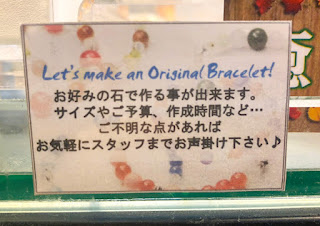 Let's make an Original Bracelet!
お好みの石で作る事が出来ます。
サイズやご予算、作成時間など…
ご不明な点があれば
お気軽にスタッフまでお声掛け下さい♪